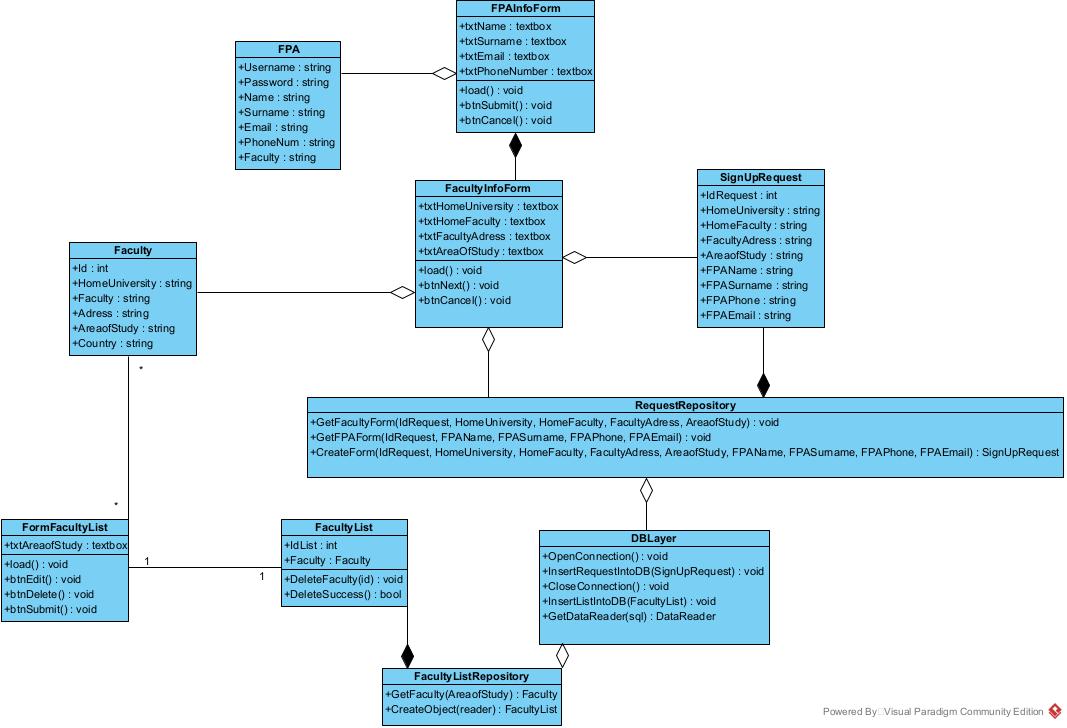 FPAInfoForm
+txtName : textbox
+txtSurname : textbox
+txtEmail : textbox
+txtPhoneNumber : textbox
+load() : void
+btnSubmit() : void
+btnCancel() : void
FPA
+Username : string
+Password : string
+Name : string
+Surname : string
+Email : string
+PhoneNum : string
+Faculty : string
FacultyInfoForm
+txtHomeUniversity : textbox
+txtHomeFaculty : textbox
+txtFacultyAdress : textbox
+txtAreaOfStudy : textbox
+load() : void
+btnNext() : void
+btnCancel() : void
SignUpRequest
+IdRequest : int
+HomeUniversity : string
+HomeFaculty : string
+FacultyAdress : string
+AreaofStudy : string
+FPAName : string
+FPASurname : string
+FPAPhone : string
+FPAEmail : string
Faculty
+Id : int
+HomeUniversity : string
+Faculty : string
+Adress : string
+AreaofStudy : string
+Country : string
*
*
RequestRepository
+GetFacultyForm(IdRequest, HomeUniversity, HomeFaculty, FacultyAdress, AreaofStudy) : void
+GetFPAForm(IdRequest, FPAName, FPASurname, FPAPhone, FPAEmail) : void
+CreateForm(IdRequest, HomeUniversity, HomeFaculty, FacultyAdress, AreaofStudy, FPAName, FPASurname, FPAPhone, FPAEmail) : SignUpRequest
FormFacultyList
+txtAreaofStudy : textbox
+load() : void
+btnEdit() : void
+btnDelete() : void
+btnSubmit() : void
1
1
FacultyList
+IdList : int
+Faculty : Faculty
+DeleteFaculty(id) : void
+DeleteSuccess() : bool
DBLayer
+OpenConnection() : void
+InsertRequestIntoDB(SignUpRequest) : void
+CloseConnection() : void
+InsertListIntoDB(FacultyList) : void
+GetDataReader(sql) : DataReader
FacultyListRepository
+GetFaculty(AreaofStudy) : Faculty
+CreateObject(reader) : FacultyList
Powered By Visual Paradigm Community Edition